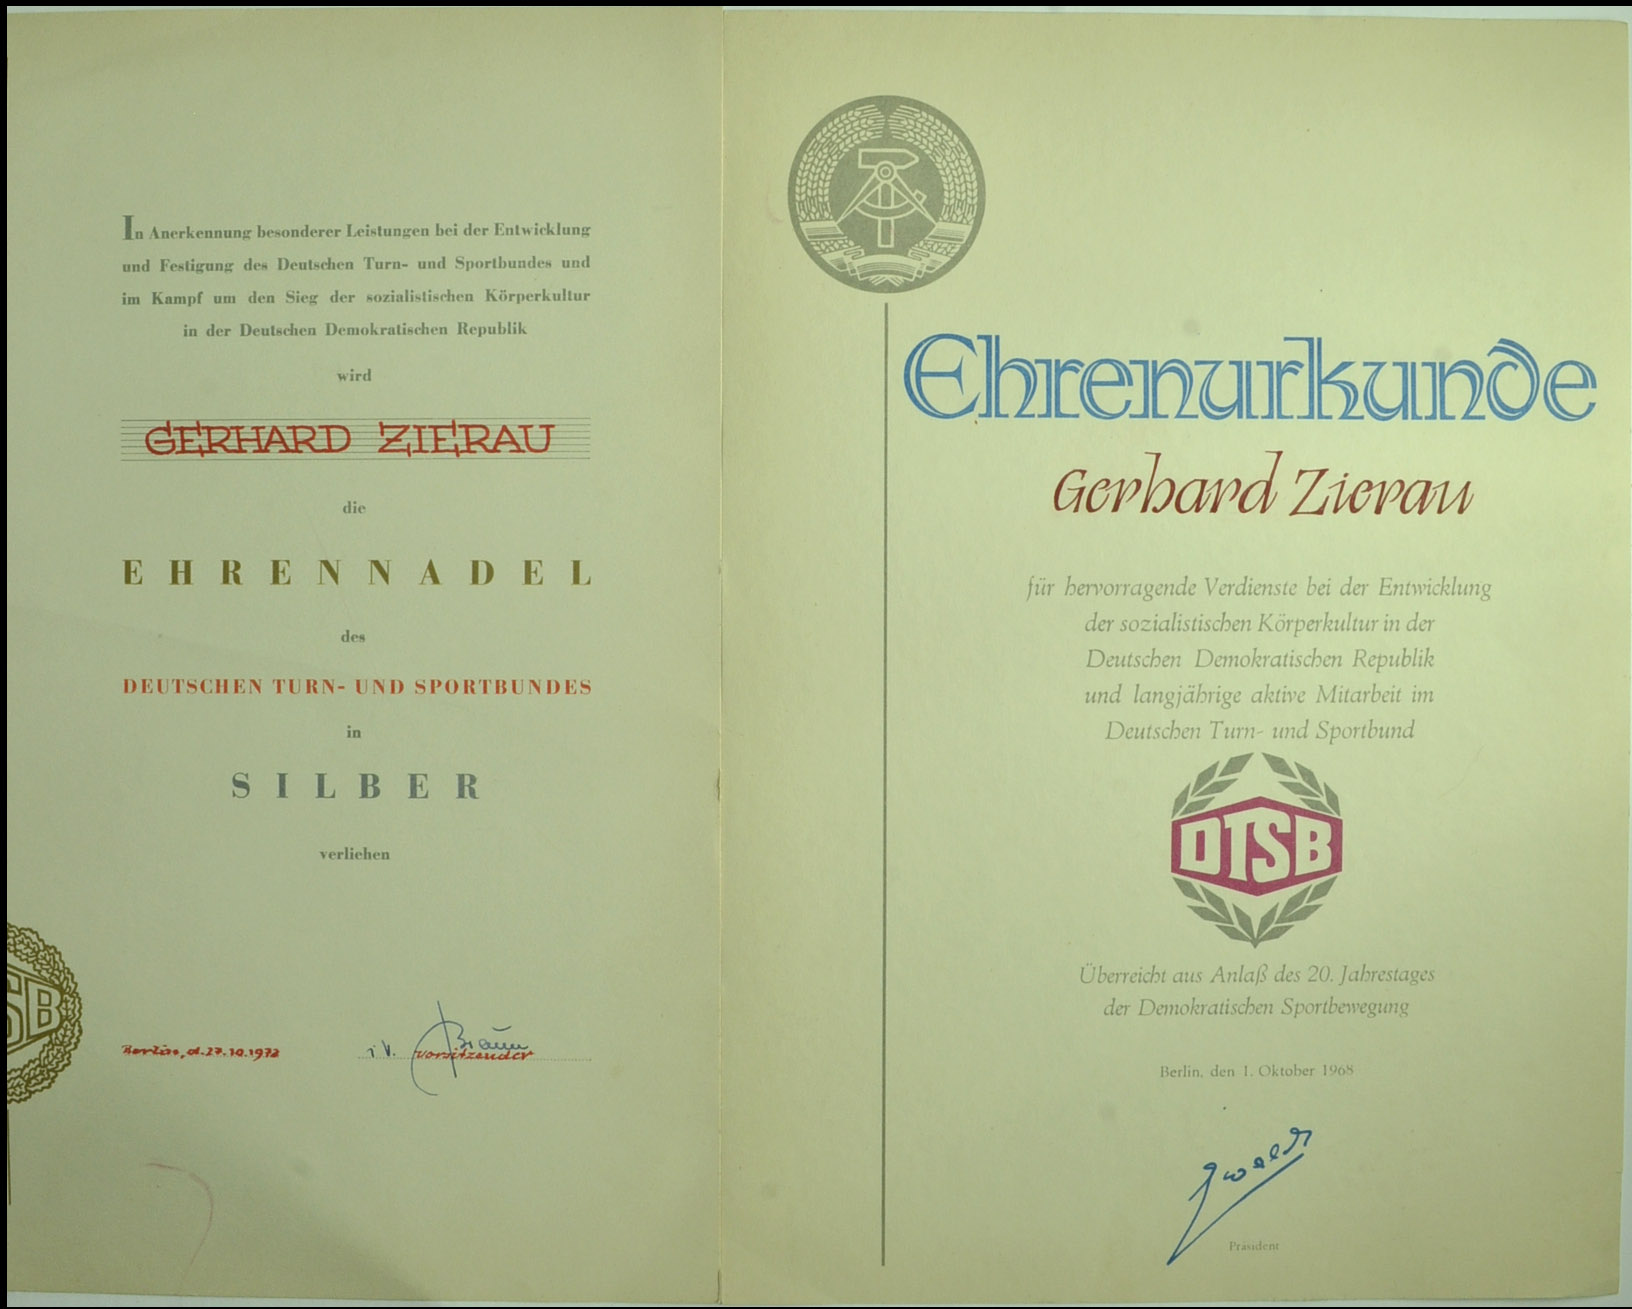 In Anerkennung besonderer Leistungen bei der Entwicklung
und Festigung des Deutschen Turn- und Sportbundes und
im Kampf um den Sieg der sozialistischen Körperkultur
in der Deutschen Demokratischen Republik
wird
GERHARD ZIERAU
die
EHRENNADEL
des
DEUTSCHEN TURN- UND SPORTBUNDES
in
SILBER
verliehen
SB
Berlin, d. 27.10.1972
i.V. Braun
Vorsitzender
Ehrenurkunde
Gerhard Zierau
für hervorragende Verdienste bei der Entwicklung
der sozialistischen Körperkultur in der
Deutschen Demokratischen Republik
und langjährige aktive Mitarbeit im
Deutschen Turn- und Sportbund
DTSB
Überreicht aus Anlaß des 20. Jahrestages
der Demokratischen Sportbewegung
Berlin, den 1. Oktober 1968
Ewald
Präsident